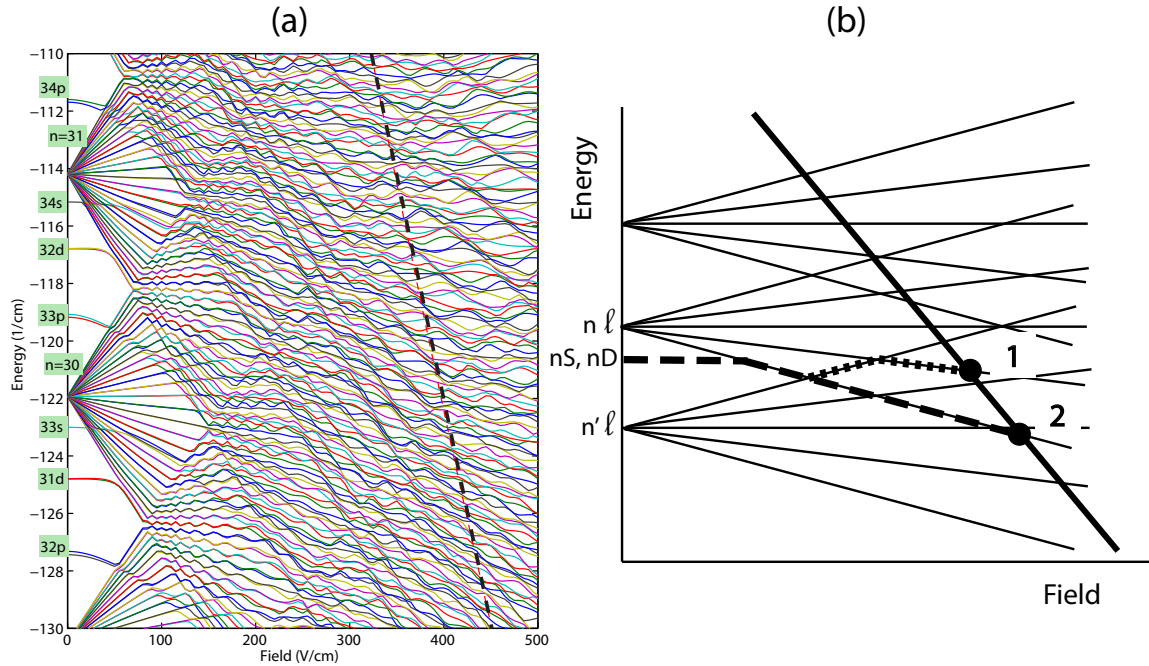 (a)
(b)
−110
−112
−114
−116
−118
−120
−122
−124
−126
−128
−130
34p
n=31
34s
32d
33p
n=30
33s
31d
32p
Energy (1/cm)
0
100
200
300
400
500
Field (V/cm)
Energy
n ℓ
nS, nD
n' ℓ
1
2
Field